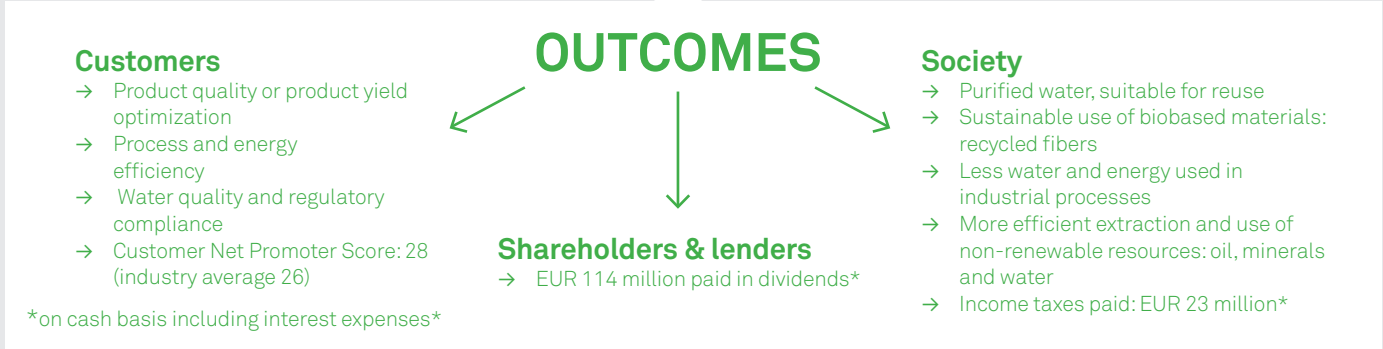 OUTCOMES
Customers
→ Product quality or product yield
optimization
→ Process and energy
efficiency
→ Water quality and regulatory
compliance
→ Customer Net Promoter Score: 28
(industry average 26)
*on cash basis including interest expenses*
Shareholders & lenders
→ EUR 114 million paid in dividends*
Society
→ Purified water, suitable for reuse
→ Sustainable use of biobased materials:
recycled fibers
→ Less water and energy used in
industrial processes
→ More efficient extraction and use of
non-renewable resources: oil, minerals
and water
→ Income taxes paid: EUR 23 million*